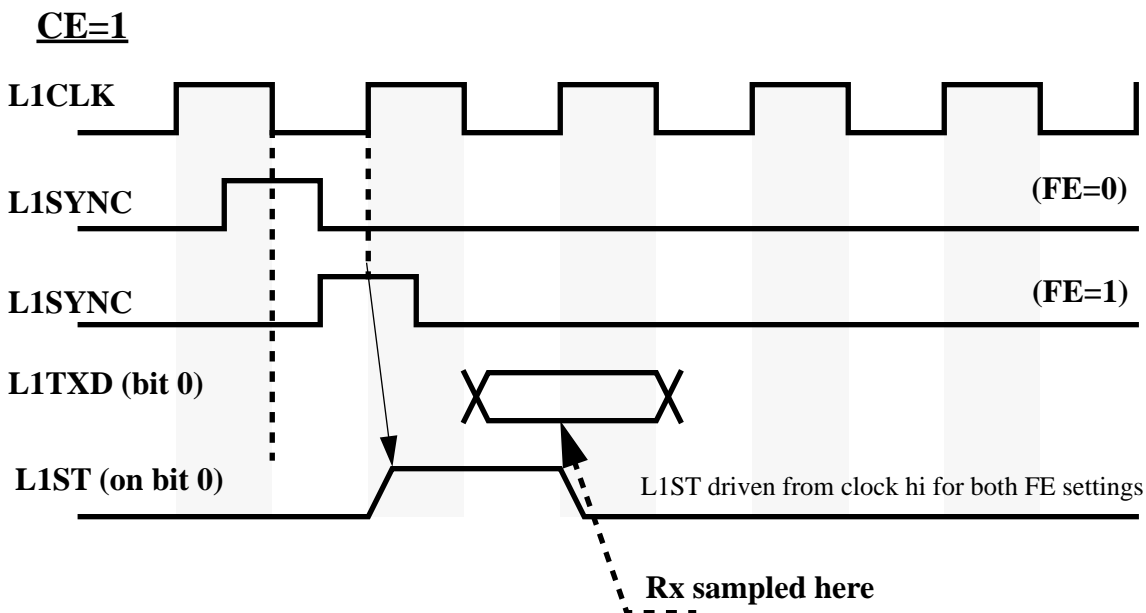 CE=1
L1CLK
L1SYNC (FE=0)
L1SYNC (FE=1)
L1TXD (bit 0)
L1ST (on bit 0)
L1ST driven from clock hi for both FE settings
Rx sampled here